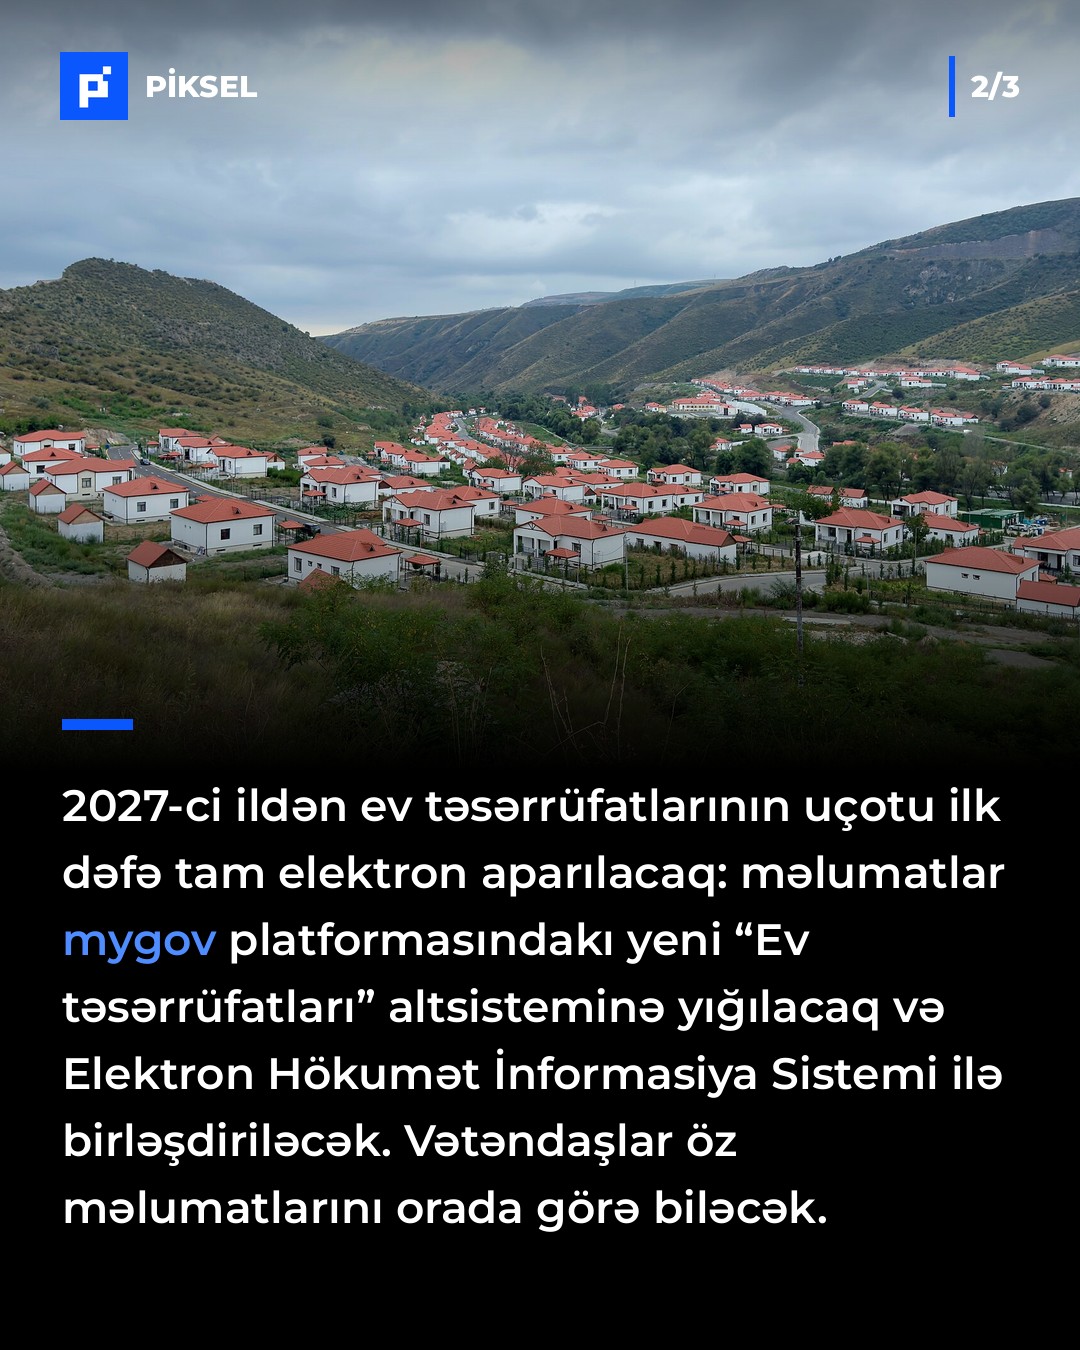 PİKSEL
2/3
2027-ci ildən ev təsərrüfatlarının uçotu ilk
dəfə tam elektron aparılacaq: məlumatlar
mygov platformasındakı yeni “Ev
təsərrüfatları” altsisteminə yığılacaq və
Elektron Hökumət İnformasiya Sistemi ilə
birləşdiriləcək. Vətəndaşlar öz
məlumatlarını orada görə biləcək.